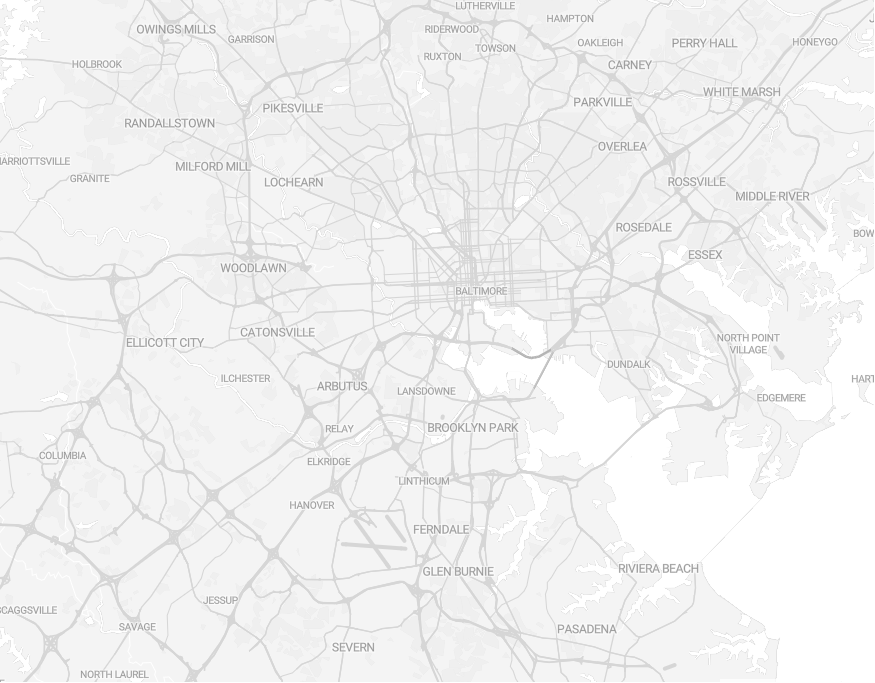 LUTHERVILLE
HAMPTON
OWINGS MILLS
RIDERWOOD
GARRISON
OAKLEIGH
PERRY HALL
HONEYGO
TOWSON
RUXTON
HOLBROOK
CARNEY
WHITE MARSH
PARKVILLE
PIKESVILLE
RANDALLSTOWN
OVERLEA
ARRIOTTSVILLE
MILFORD MILL
GRANITE
LOCHEARN
ROSSVILLE
MIDDLE RIVER
ROSEDALE
BOW
ESSEX
WOODLAWN
BALTIMORE
CATONSVILLE
ELLICOTT CITY
NORTH POINT
VILLAGE
DUNDALK
ILCHESTER
HART
ARBUTUS
LANSDOWNE
EDGEMERE
RELAY
BROOKLYN PARK
COLUMBIA
ELKRIDGE
LINTHICUM
HANOVER
FERNDALE
RIVIERA BEACH
GLEN BURNIE
JESSUP
SCAGGSVILLE
SAVAGE
PASADENA
SEVERN
NORTH LAUREL